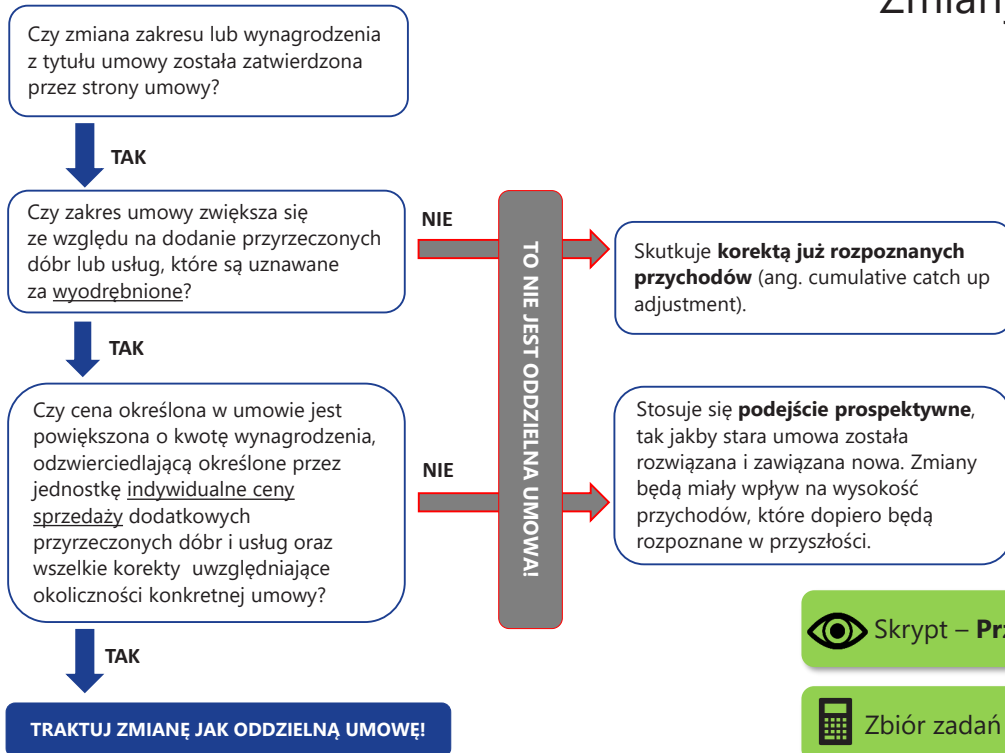 Zmiany
Czy zmiana zakresu lub wynagrodzenia
z tytułu umowy została zatwierdzona
przez strony umowy?
TAK
Czy zakres umowy zwiększa się
ze względu na dodanie przyrzeczonych
dóbr lub usług, które są uznawane
za wyodrębnione?
NIE
Skutkuje korektą już rozpoznanych
przychodów (ang. cumulative catch up
adjustment).
TAK
TO NIE JEST ODDZIELNA UMOWA!
Czy cena określona w umowie jest
powiększona o kwotę wynagrodzenia,
odzwierciedlającą określone przez
jednostkę indywidualne ceny
sprzedaży dodatkowych
przyrzeczonych dóbr i usług oraz
wszelkie korekty uwzględniające
okoliczności konkretnej umowy?
NIE
Stosuje się podejście prospektywne,
tak jakby stara umowa została
rozwiązana i zawiązana nowa. Zmiany
będą miały wpływ na wysokość
przychodów, które dopiero będą
rozpoznane w przyszłości.
TAK
TRAKTUJ ZMIANĘ JAK ODDZIELNĄ UMOWĘ!
Skrypt –
Zbiór zadań